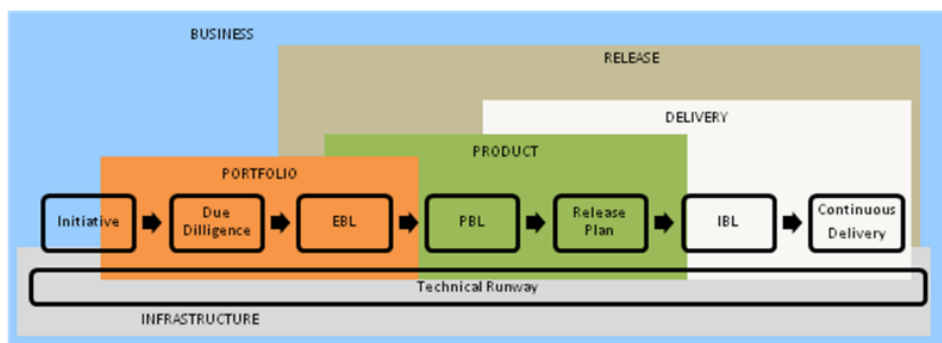 BUSINESS
RELEASE
DELIVERY
PRODUCT
PORTFOLIO
Initiative
Due
Dilligence
EBL
PBL
Release
Plan
IBL
Continuous
Delivery
Technical Runway
INFRASTRUCTURE